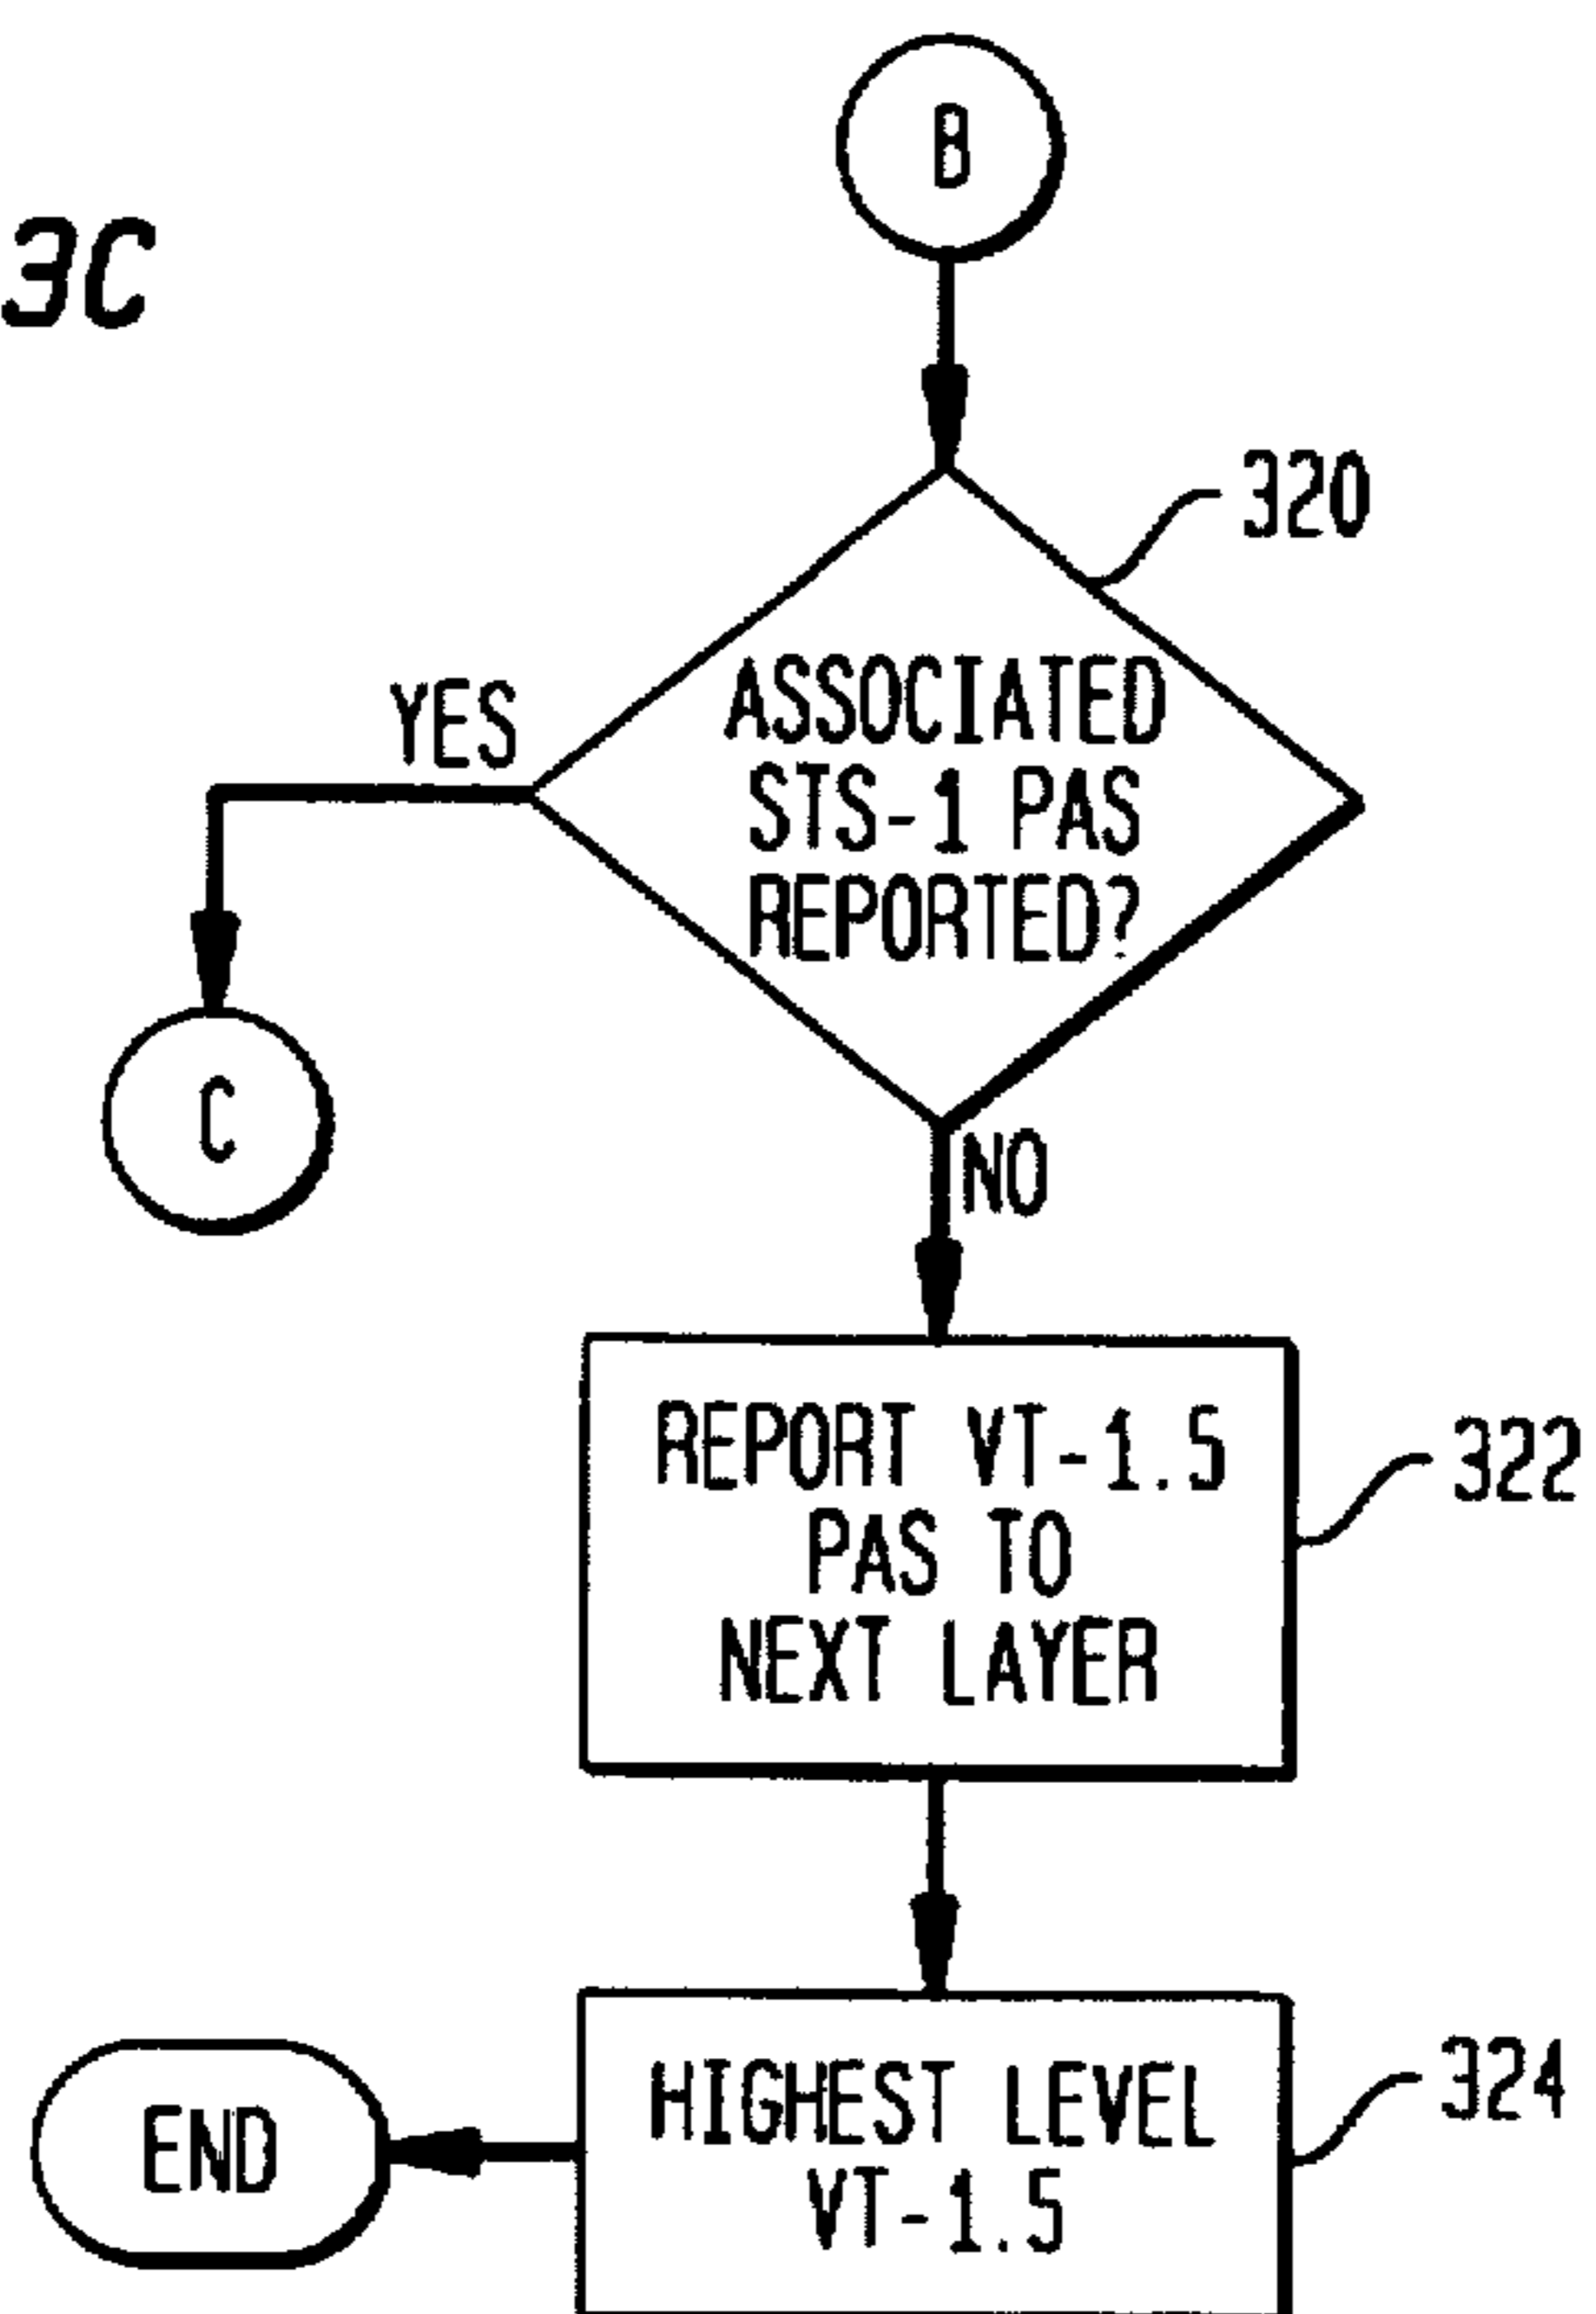 B
3C
320
ASSOCIATED
STS-1 PAS
REPORTED?
YES
C
NO
REPORT VT-1.5
PAS TO
NEXT LAYER
322
HIGHEST LEVEL
VT-1.5
324
END